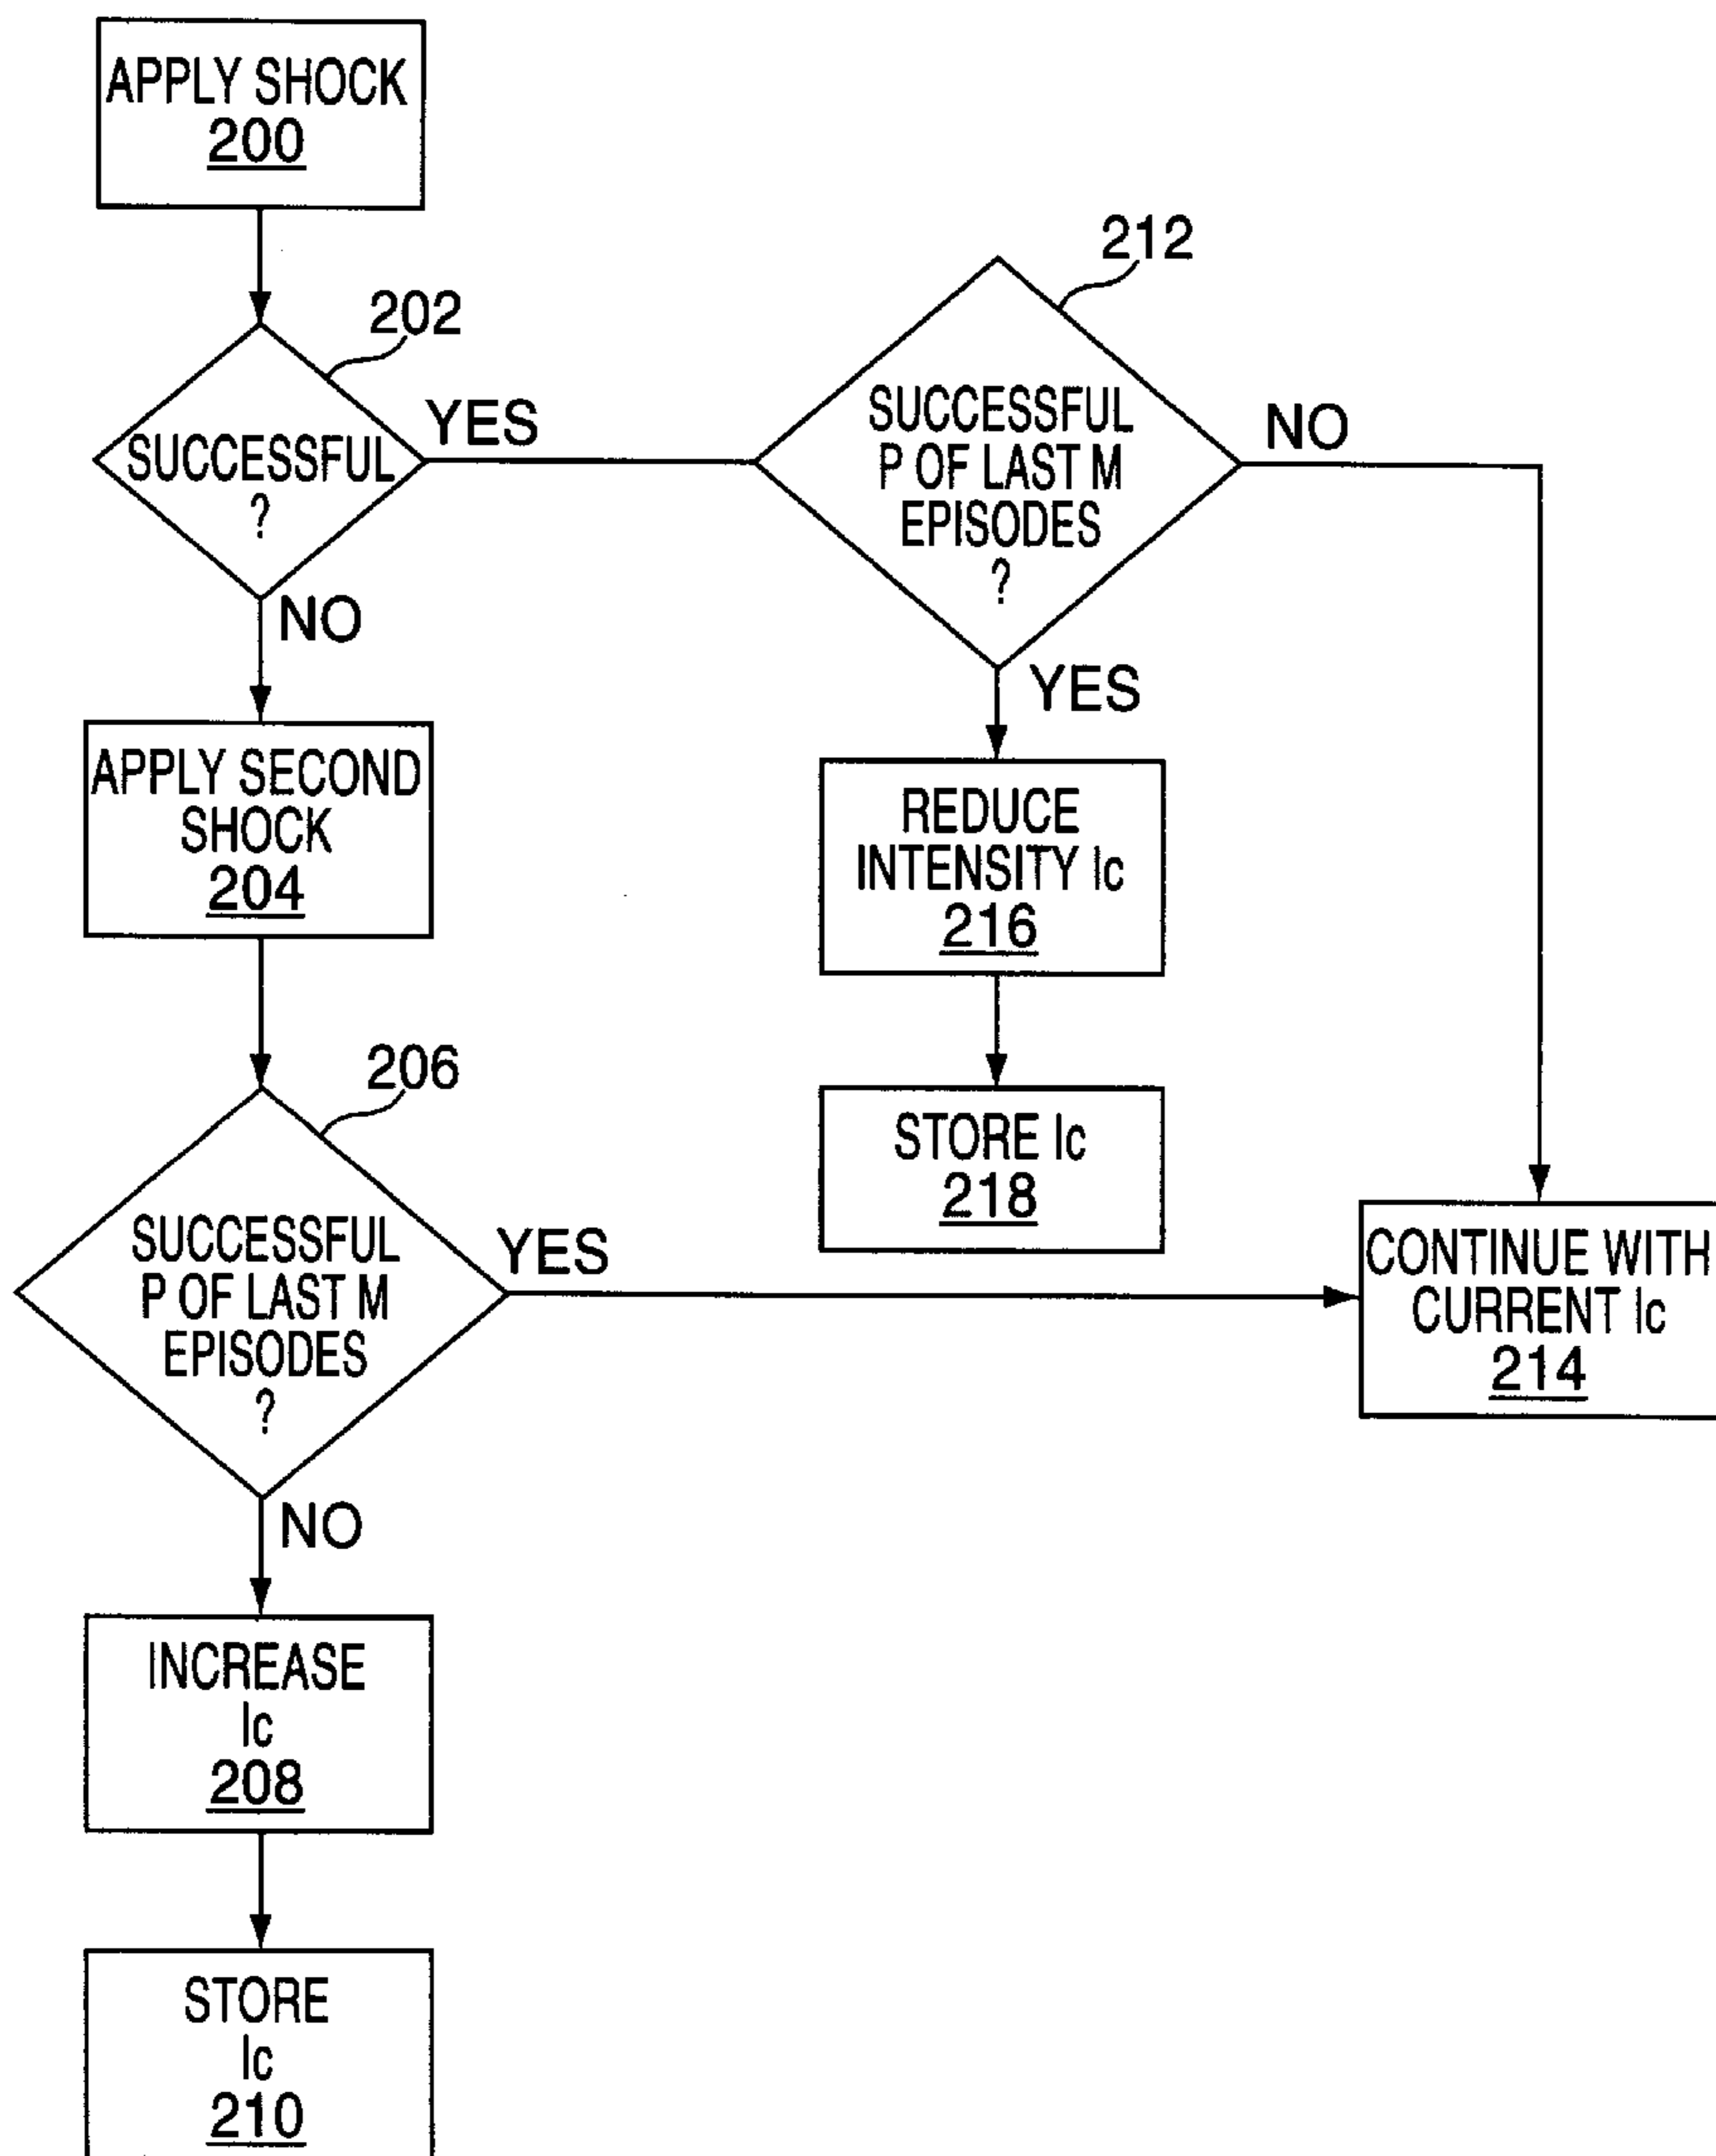 APPLY SHOCK
200
202
SUCCESSFUL
?
YES
NO
212
SUCCESSFUL
P OF LAST M
EPISODES
?
NO
YES
APPLY SECOND
SHOCK
204
REDUCE
INTENSITY Ic
216
206
SUCCESSFUL
P OF LAST M
EPISODES
?
YES
NO
STORE Ic
218
CONTINUE WITH
CURRENT Ic
214
INCREASE
Ic
208
STORE
Ic
210